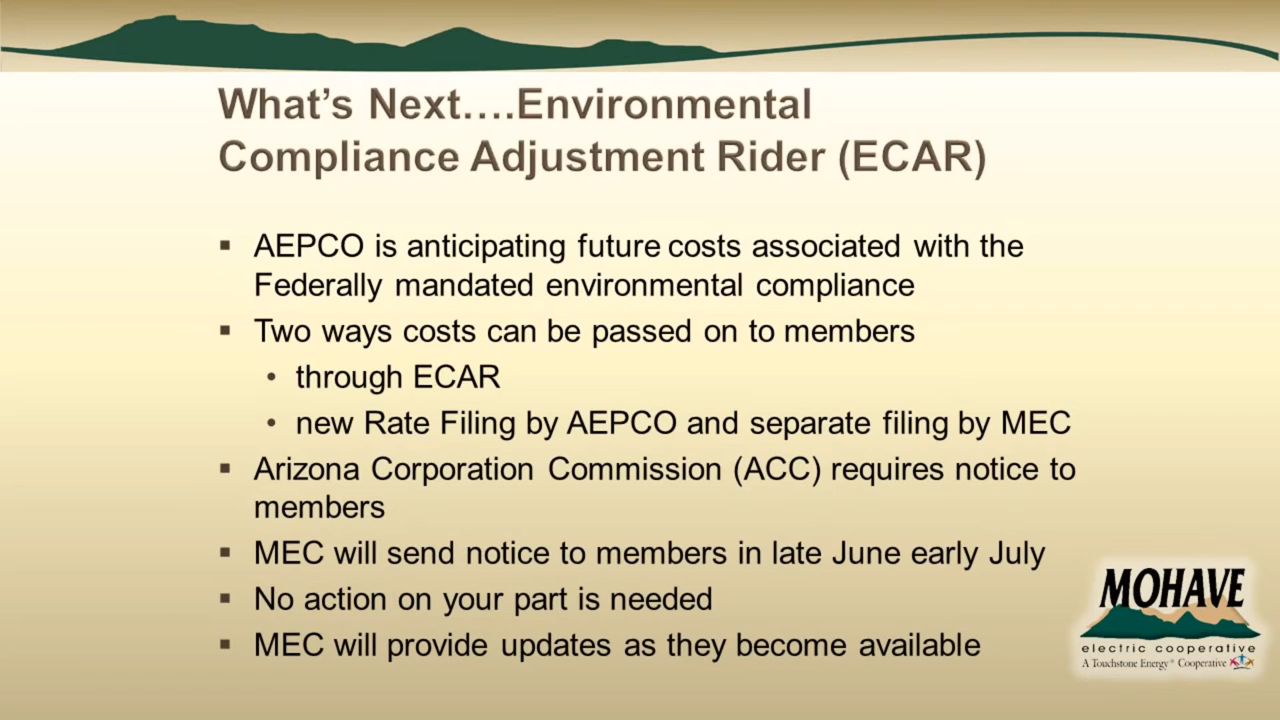 What's Next….Environmental
Compliance Adjustment Rider (ECAR)
▪ AEPCO is anticipating future costs associated with the
Federally mandated environmental compliance
▪ Two ways costs can be passed on to members
• through ECAR
• new Rate Filing by AEPCO and separate filing by MEC
▪ Arizona Corporation Commission (ACC) requires notice to
members
▪ MEC will send notice to members in late June early July
▪ No action on your part is needed
▪ MEC will provide updates as they become available
MOHAVE
electric cooperative
A Touchstone Energy® Cooperative